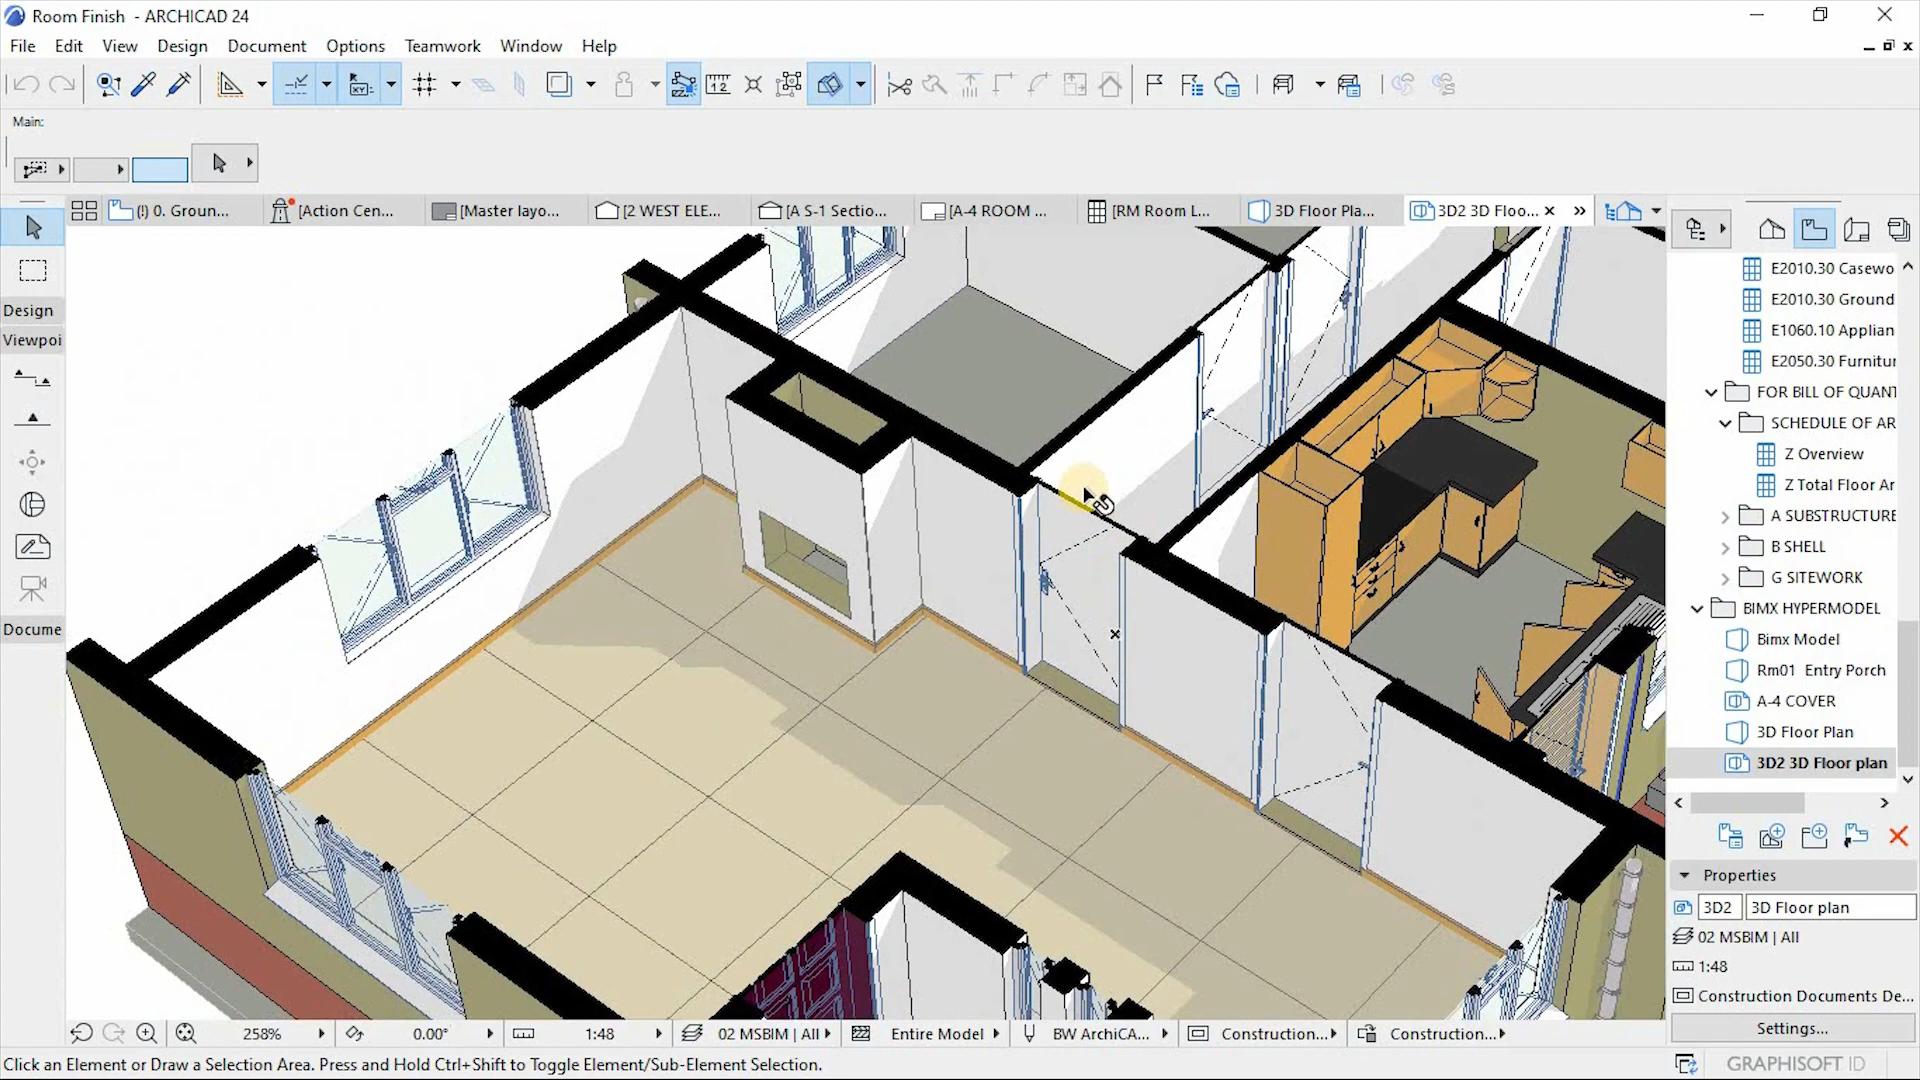 Room Finish - ARCHICAD 24
File Edit View Design Document Options Teamwork Window Help
Main:
(!) 0. Groun...
[Action Cen...
[Master layo...
[2 WEST ELE...
[A S-1 Sectio...
[A-4 ROOM ...
[RM Room L...
3D Floor Pla...
3D2 3D Floo...
Design
Viewpoi
Docume
E2010.30 Casewo
E2010.30 Ground
E1060.10 Applian
E2050.30 Furnitur
FOR BILL OF QUANT
SCHEDULE OF AR
Z Overview
Z Total Floor Ar
A SUBSTRUCTURE
B SHELL
G SITEWORK
BIMX HYPERMODEL
Bimx Model
Rm01 Entry Porch
A-4 COVER
3D Floor Plan
3D2 3D Floor plan
Properties
3D2 3D Floor plan
02 MSBIM | All
1:48
Construction Documents De...
Settings...
258% 0.00° 1:48 02 MSBIM | All Entire Model BW ArchiCA... Construction... Construction...
Click an Element or Draw a Selection Area. Press and Hold Ctrl+Shift to Toggle Element/Sub-Element Selection.
GRAPHISOFT ID